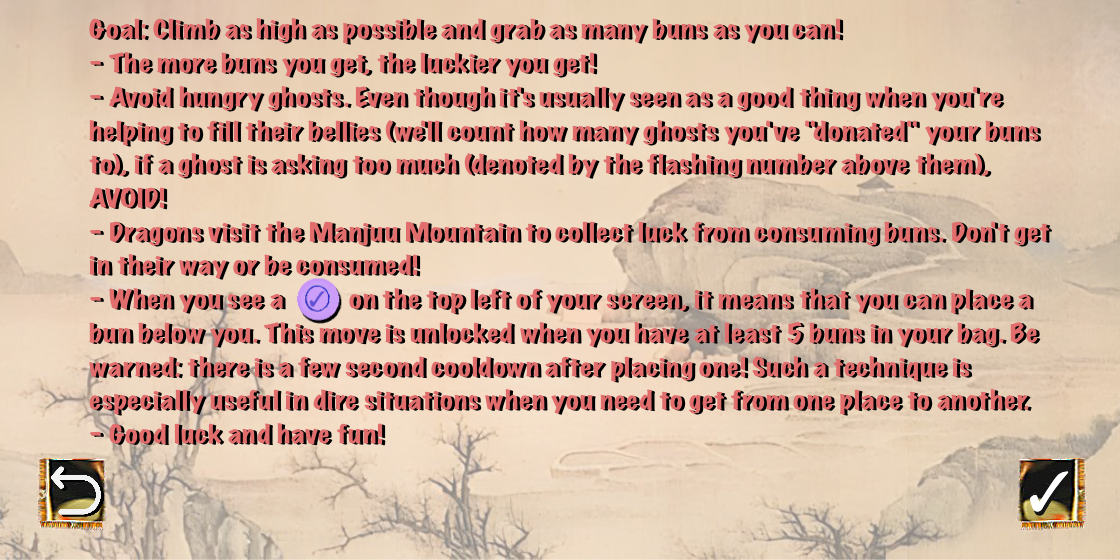 Goal: Climb as high as possible and grab as many buns as you can!
- The more buns you get, the luckier you get!
- Avoid hungry ghosts. Even though it's usually seen as a good thing when you're
helping to fill their bellies (we'll count how many ghosts you've "donated" your buns
to), if a ghost is asking too much (denoted by the flashing number above them),
AVOID!
- Dragons visit the Manjuu Mountain to collect luck from consuming buns. Don't get
in their way or be consumed!
- When you see a ✓ on the top left of your screen, it means that you can place a
bun below you. This move is unlocked when you have at least 5 buns in your bag. Be
warned: there is a few second cooldown after placing one! Such a technique is
especially useful in dire situations when you need to get from one place to another.
- Good luck and have fun!